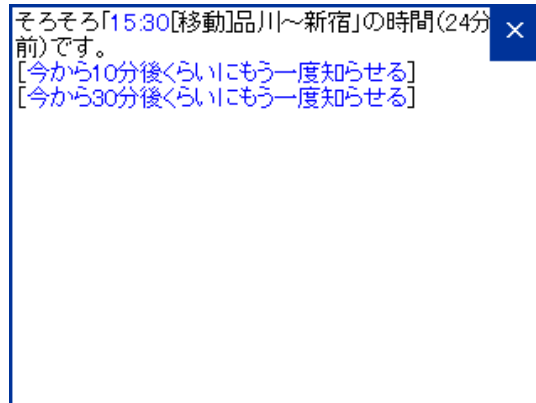 そろそろ「15:30[移動]品川～新宿」の時間(24分
前)です。
[今から10分後くらいにもう一度知らせる]
[今から30分後くらいにもう一度知らせる]